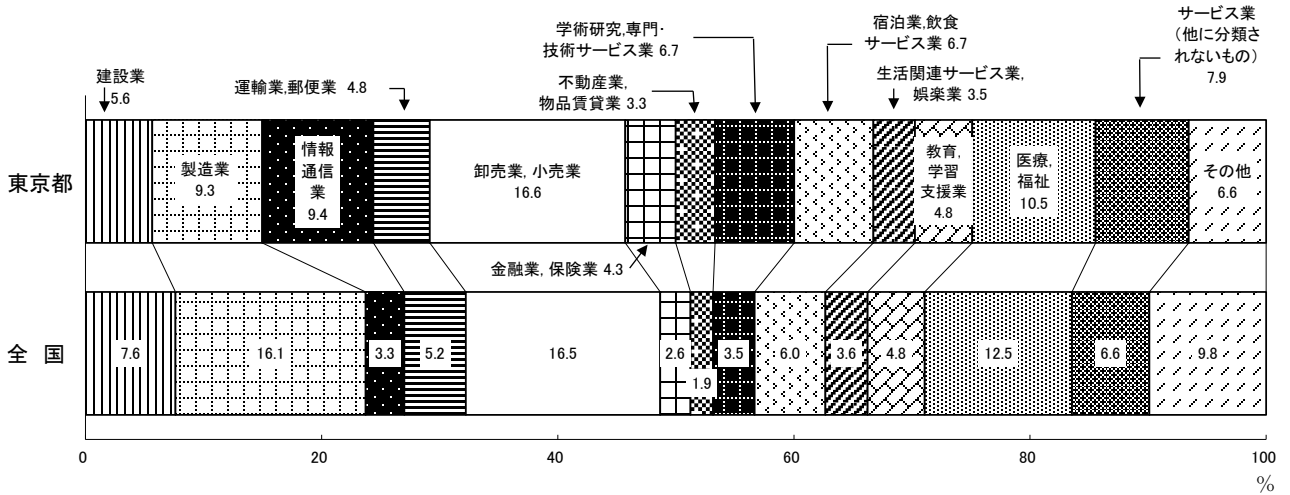 学術研究,専門・
技術サービス業 6.7
宿泊業,飲食
サービス業 6.7
サービス業
(他に分類さ
れないもの)
7.9
建設業
5.6
運輸業,郵便業 4.8
不動産業,
物品賃貸業 3.3
生活関連サービス業,
娯楽業 3.5
東京都
製造業
9.3
情報
通信
業
9.4
卸売業, 小売業
16.6
教育,
学習
支援業
4.8
医療,
福祉
10.5
その他
6.6
金融業, 保険業 4.3
全 国
7.6
16.1
3.3
5.2
16.5
2.6
1.9
3.5
6.0
3.6
4.8
12.5
6.6
9.8
0
20
40
60
80
100
%